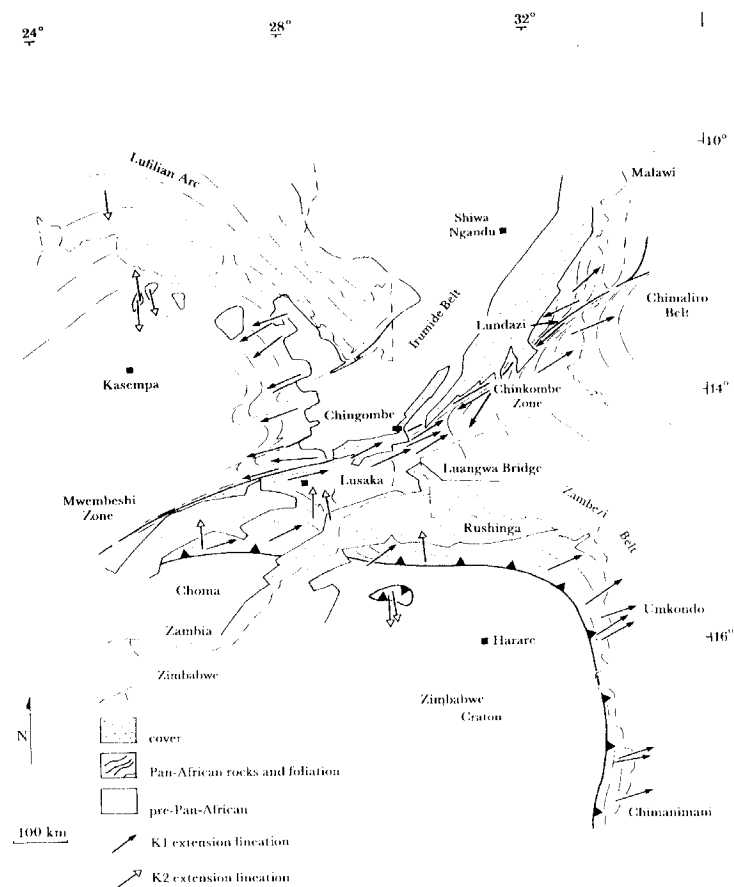 24°
28°
32°
10°
Lufilian Arc
Malawi
Shiwa
Ngandu
Irumide Belt
Chimaliro
Belt
Lundazi
Kasempa
14°
Chinkombe
Zone
Chingombe
Lusaka
Luangwa Bridge
Mwembeshi
Zone
Zambezi
Belt
Rushinga
Choma
Umkondo
Zambia
Harare
16°
Zimbabwe
Zimbabwe
Craton
N
cover
Pan-African rocks and foliation
pre-Pan-African
Chimanimani
100 km
K1 extension lineation
K2 extension lineation